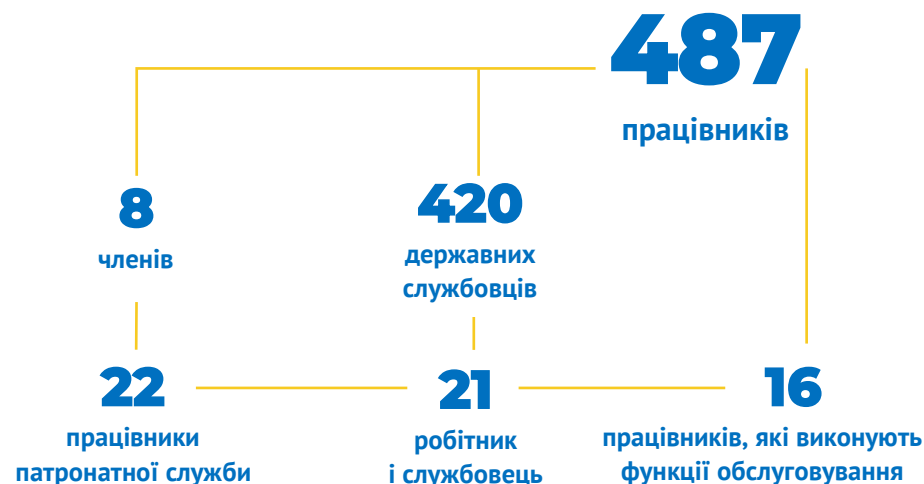 487
працівників
8
членів
420
державних
службовців
22
працівники
патронатної служби
21
робітник
і службовець
16
працівників, які виконують
функції обслуговування